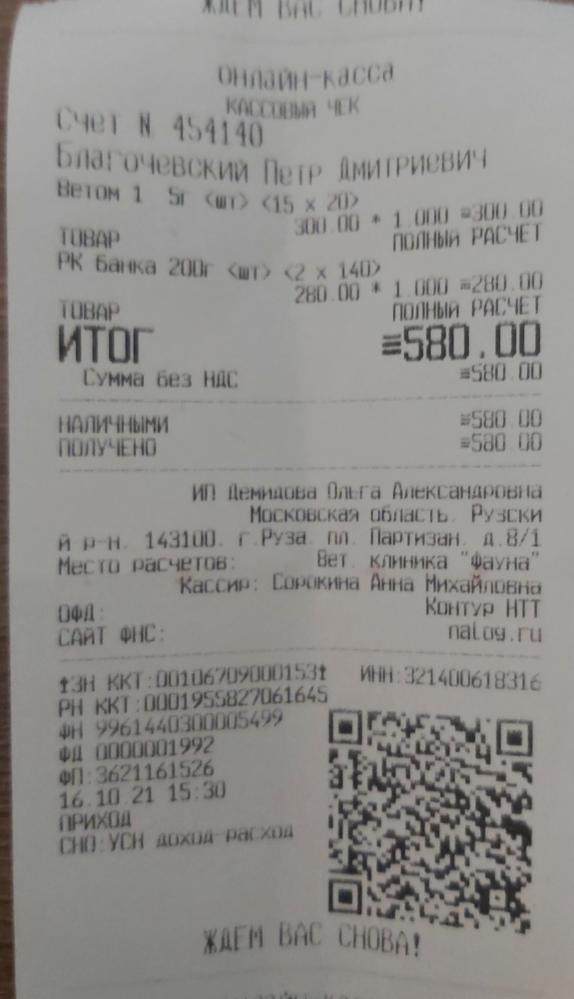 ЖДЕМ ВАС СНОВА!
ОНЛАЙН-КАССА
КАССОВЫЙ ЧЕК
Счет N 454140
Благочевский Петр Дмитриевич
Ветом 1 5г <шт> <15 x 20>
300.00 * 1.000 ≡300.00
ТОВАР ПОЛНЫЙ РАСЧЕТ
РК банка 200г <шт> <2 x 140>
280.00 * 1.000 ≡280.00
ТОВАР ПОЛНЫЙ РАСЧЕТ
ИТОГ ≡580.00
Сумма без НДС ≡580.00
НАЛИЧНЫМИ ≡580.00
ПОЛУЧЕНО ≡580.00
ИП Демидова Ольга Александровна
Московская область. Рузски
й р-н. 143100. г.Руза. пл. Партизан. д.8/1
Место расчетов: Вет. клиника "Фауна"
Кассир: Сорокина Анна Михайловна
ОФД: Контур НТТ
САЙТ ФНС: nalog.ru
↑ЗН ККТ:00106709000153↑ ИНН:321400618316
РН ККТ:0001955827061645
ФН 9961440300005499
ФД 0000001992
ФП:3621161526
16.10.21 15:30
ПРИХОД
СНО:УСН доход-расход
ЖДЕМ ВАС СНОВА!